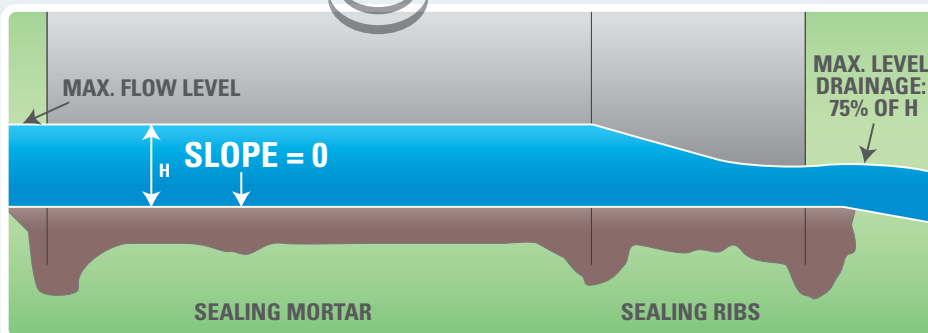 MAX. FLOW LEVEL
MAX. LEVEL
DRAINAGE:
75% OF H
H
SLOPE = 0
SEALING MORTAR
SEALING RIBS